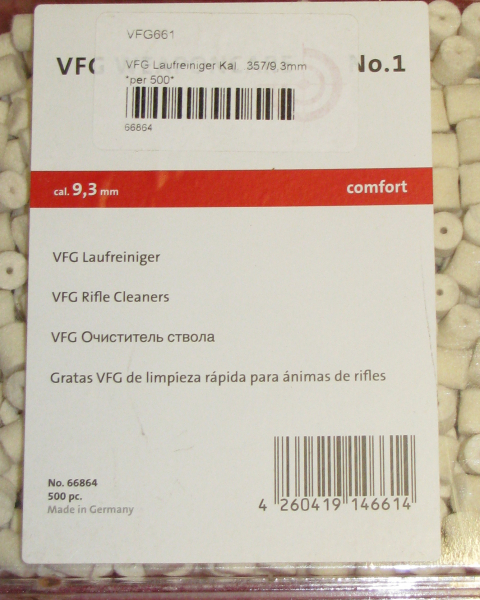 VFG661
VFG No.1
VFG Laufreiniger Kal .357/9.3mm
*per 500*
66864
cal. 9,3 mm comfort
VFG Laufreiniger
VFG Rifle Cleaners
VFG Очиститель ствола
Gratas VFG de limpieza rápida para ánimas de rifles
No. 66864
500 pc.
Made in Germany
4 260419 146614